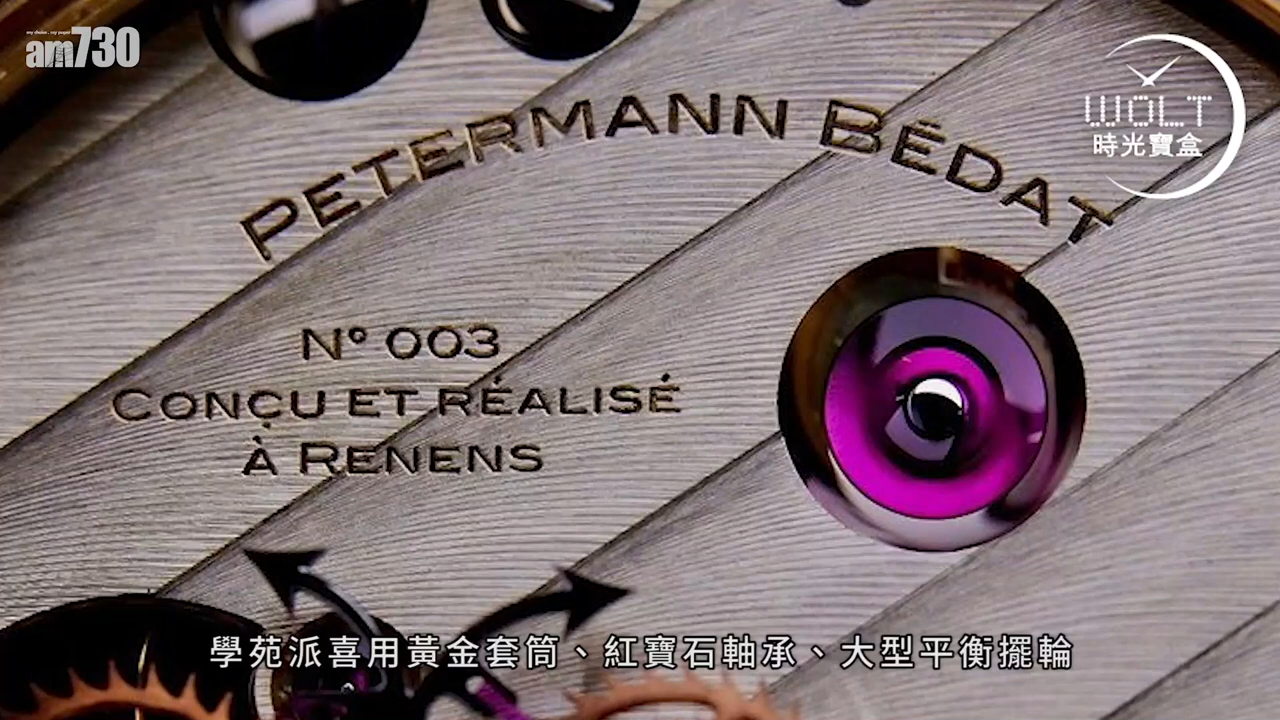 am730
WOLT
時光寶盒
PETERMANN BÉDAT
N° 003
CONÇU ET RÉALISÉ
À RENENS
學苑派喜用黃金套筒、紅寶石軸承、大型平衡擺輪